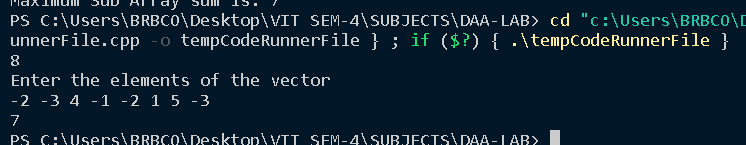 Maximum Sub Array sum is: 7
PS C:\Users\BRBCO\Desktop\VIT SEM-4\SUBJECTS\DAA-LAB> cd "c:\Users\BRBCO\D
unnerFile.cpp -o tempCodeRunnerFile } ; if ($?) { .\tempCodeRunnerFile }
8
Enter the elements of the vector
-2 -3 4 -1 -2 1 5 -3
7
PS C:\Users\BRBCO\Desktop\VIT SEM-4\SUBJECTS\DAA-LAB>